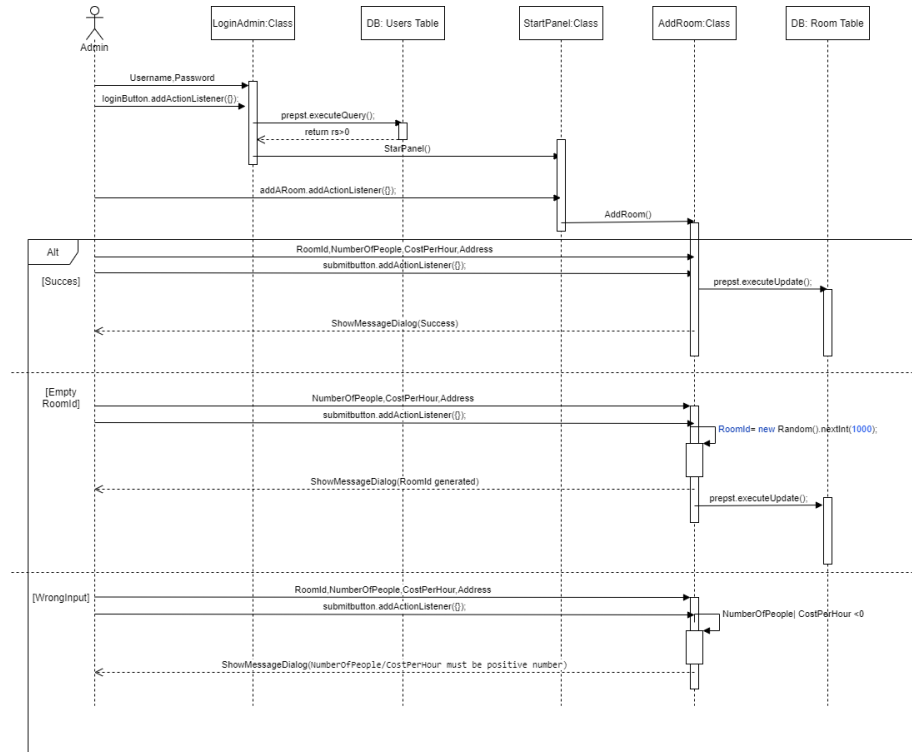 LoginAdmin:Class
DB: Users Table
StartPanel:Class
AddRoom:Class
DB: Room Table
Admin
Username,Password
loginButton.addActionListener({});
prepst.executeQuery();
return rs>0
StarPanel()
addARoom.addActionListener({});
AddRoom()
Alt
RoomId,NumberOfPeople,CostPerHour,Address
submitbutton.addActionListener({});
[Succes]
prepst.executeUpdate();
ShowMessageDialog(Success)
[Empty
RoomId]
NumberOfPeople,CostPerHour,Address
submitbutton.addActionListener({});
RoomId= new Random().nextInt(1000);
ShowMessageDialog(RoomId generated)
prepst.executeUpdate();
[WrongInput]
RoomId,NumberOfPeople,CostPerHour,Address
submitbutton.addActionListener({});
NumberOfPeople| CostPerHour <0
ShowMessageDialog(NumberOfPeople/CostPerHour must be positive number)